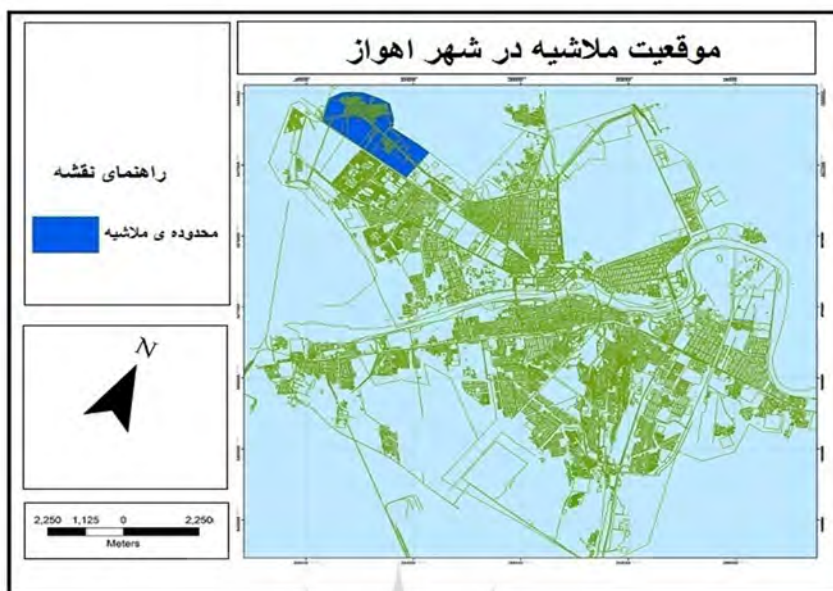 موقعیت ملاشیه در شهر اهواز
راهنمای نقشه
محدوده ی ملاشیه
N
2,250 1,125 0 2,250
Meters